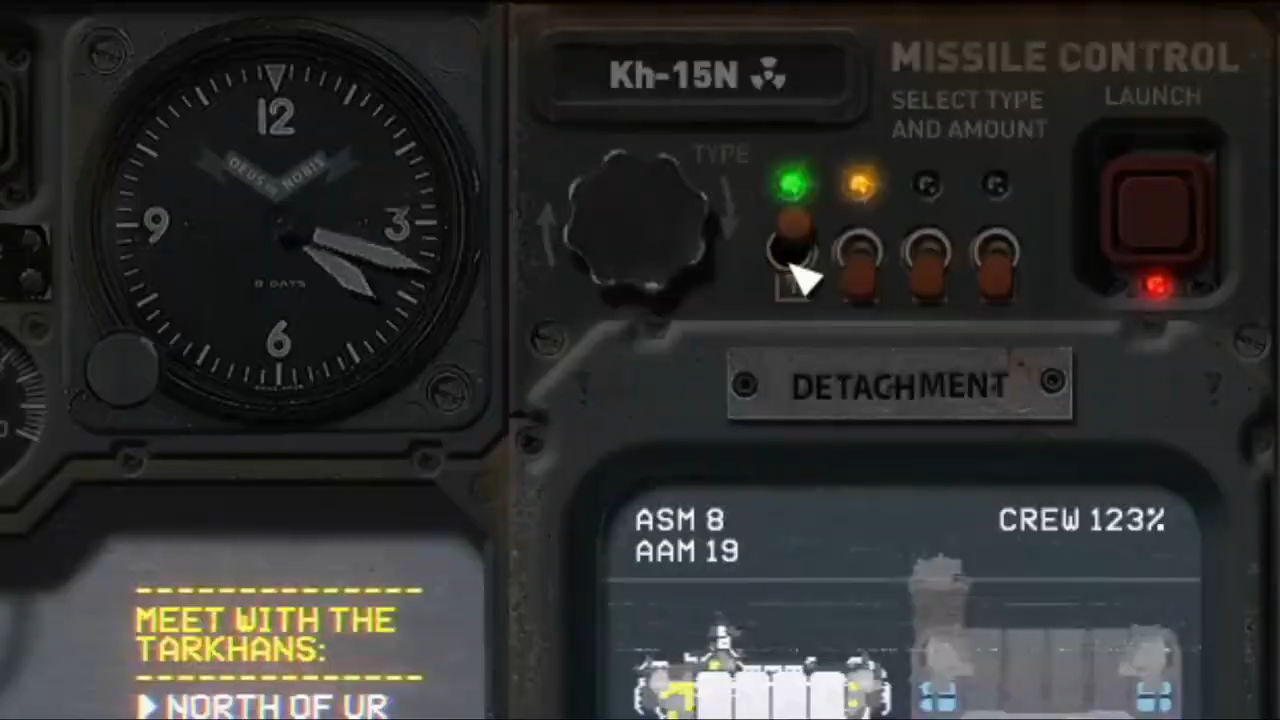 12
DEUS in NOBIS
9
3
8 DAYS
6
Kh-15N
MISSILE CONTROL
SELECT TYPE
AND AMOUNT
LAUNCH
TYPE
DETACHMENT
ASM 8
AAM 19
CREW 123%
MEET WITH THE
TARKHANS:
NORTH OF UR